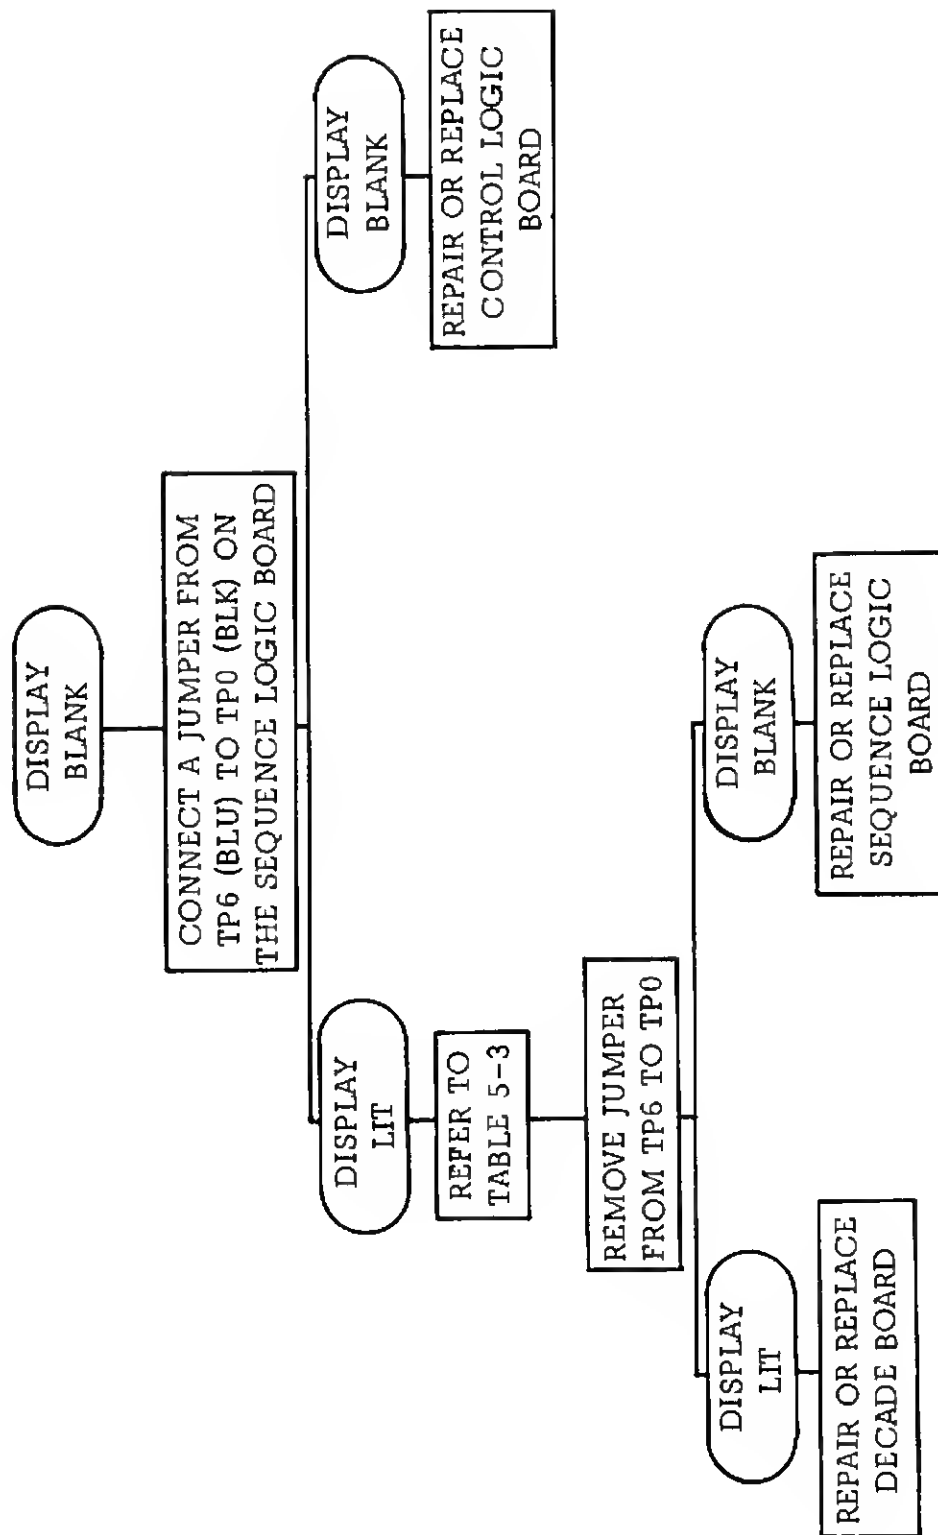 DISPLAY
BLANK
CONNECT A JUMPER FROM
TP6 (BLU) TO TP0 (BLK) ON
THE SEQUENCE LOGIC BOARD
DISPLAY
LIT
DISPLAY
BLANK
REFER TO
TABLE 5-3
REPAIR OR REPLACE
CONTROL LOGIC
BOARD
REMOVE JUMPER
FROM TP6 TO TP0
DISPLAY
LIT
DISPLAY
BLANK
REPAIR OR REPLACE
DECADE BOARD
REPAIR OR REPLACE
SEQUENCE LOGIC
BOARD